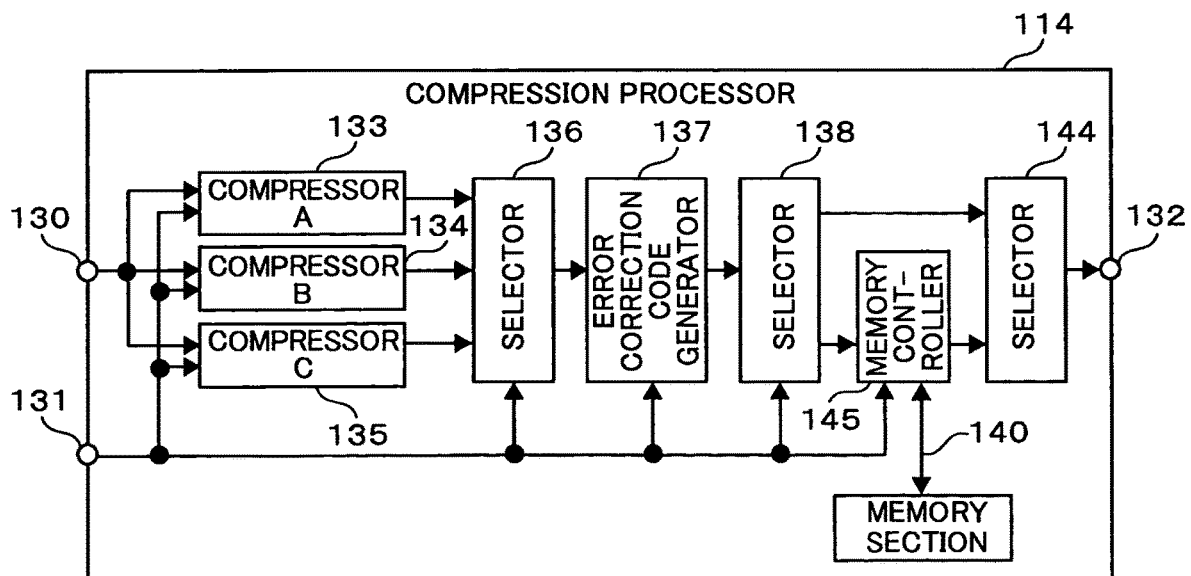 114
COMPRESSION PROCESSOR
133
136
137
138
144
COMPRESSOR
A
134
130
COMPRESSOR
B
COMPRESSOR
C
135
SELECTOR
ERROR
CORRECTION
CODE
GENERATOR
SELECTOR
MEMORY
CONT-
ROLLER
145
SELECTOR
132
131
140
MEMORY
SECTION